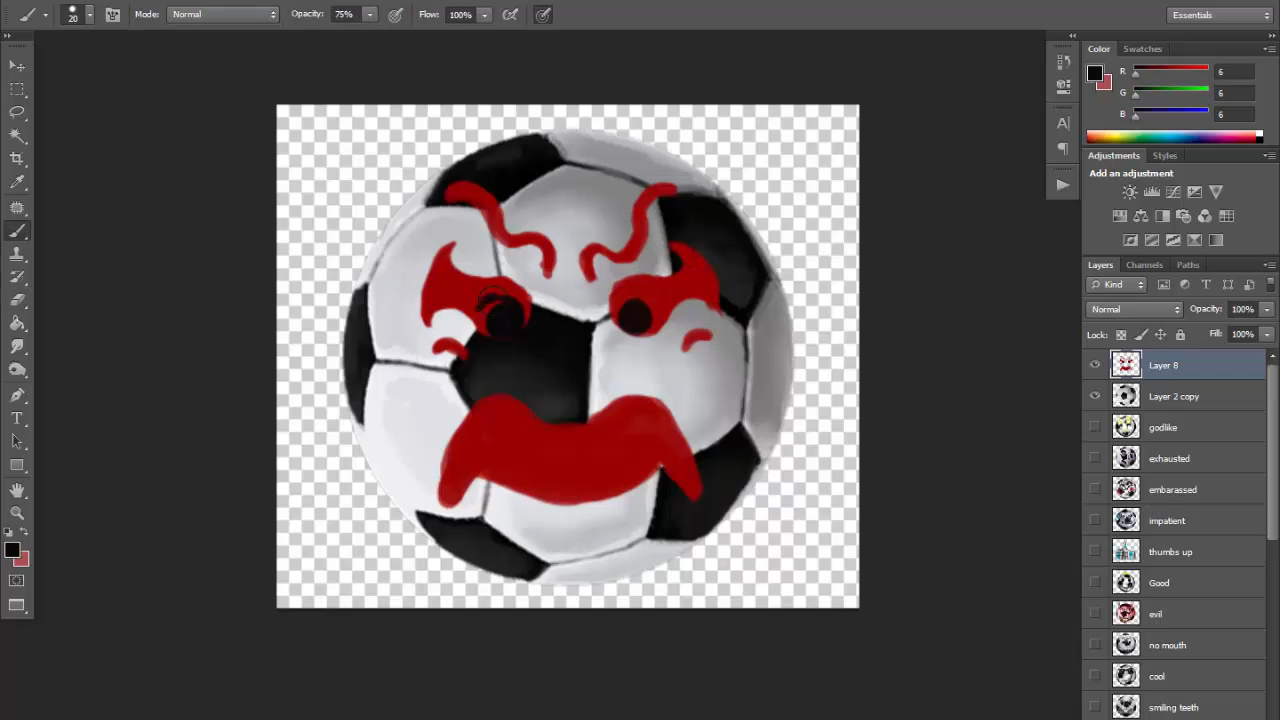 20 Mode: Normal Opacity: 75% Flow: 100% Essentials
Color Swatches
R 6
G 6
B 6
Adjustments Styles
Add an adjustment
Layers Channels Paths
Kind
Normal Opacity: 100%
Lock: Fill: 100%
Layer 8
Layer 2 copy
godlike
exhausted
embarassed
impatient
thumbs up
Good
evil
no mouth
cool
smiling teeth